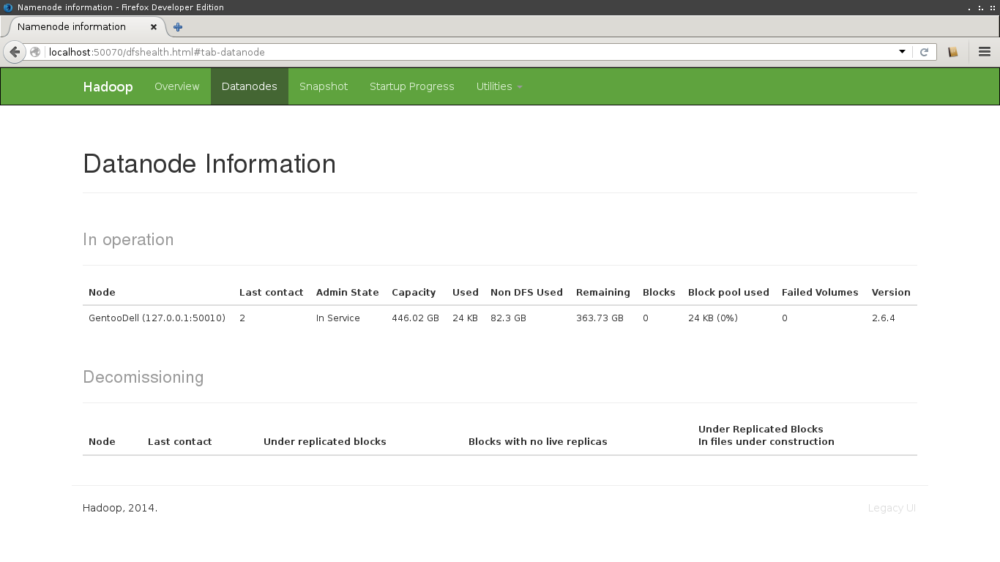 Namenode information - Firefox Developer Edition
Namenode information
localhost:50070/dfshealth.html#tab-datanode
Hadoop Overview Datanodes Snapshot Startup Progress Utilities
Datanode Information
In operation
Node Last contact Admin State Capacity Used Non DFS Used Remaining Blocks Block pool used Failed Volumes Version
GentooDell (127.0.0.1:50010) 2 In Service 446.02 GB 24 KB 82.3 GB 363.73 GB 0 24 KB (0%) 0 2.6.4
Decomissioning
Under Replicated Blocks
Node Last contact Under replicated blocks Blocks with no live replicas In files under construction
Hadoop, 2014. Legacy UI